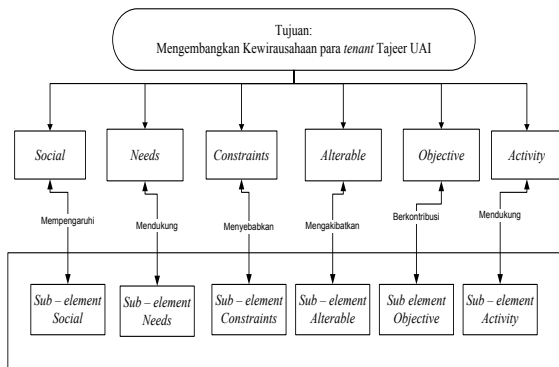 Tujuan:
Mengembangkan Kewirausahaan para tenant Tajeer UAI
Social
Needs
Constraints
Alterable
Objective
Activity
Mempengaruhi
Mendukung
Menyebabkan
Mengakibatkan
Berkontribusi
Mendukung
Sub – element
Social
Sub – element
Needs
Sub – element
Constraints
Sub – element
Alterable
Sub element
Objective
Sub – element
Activity